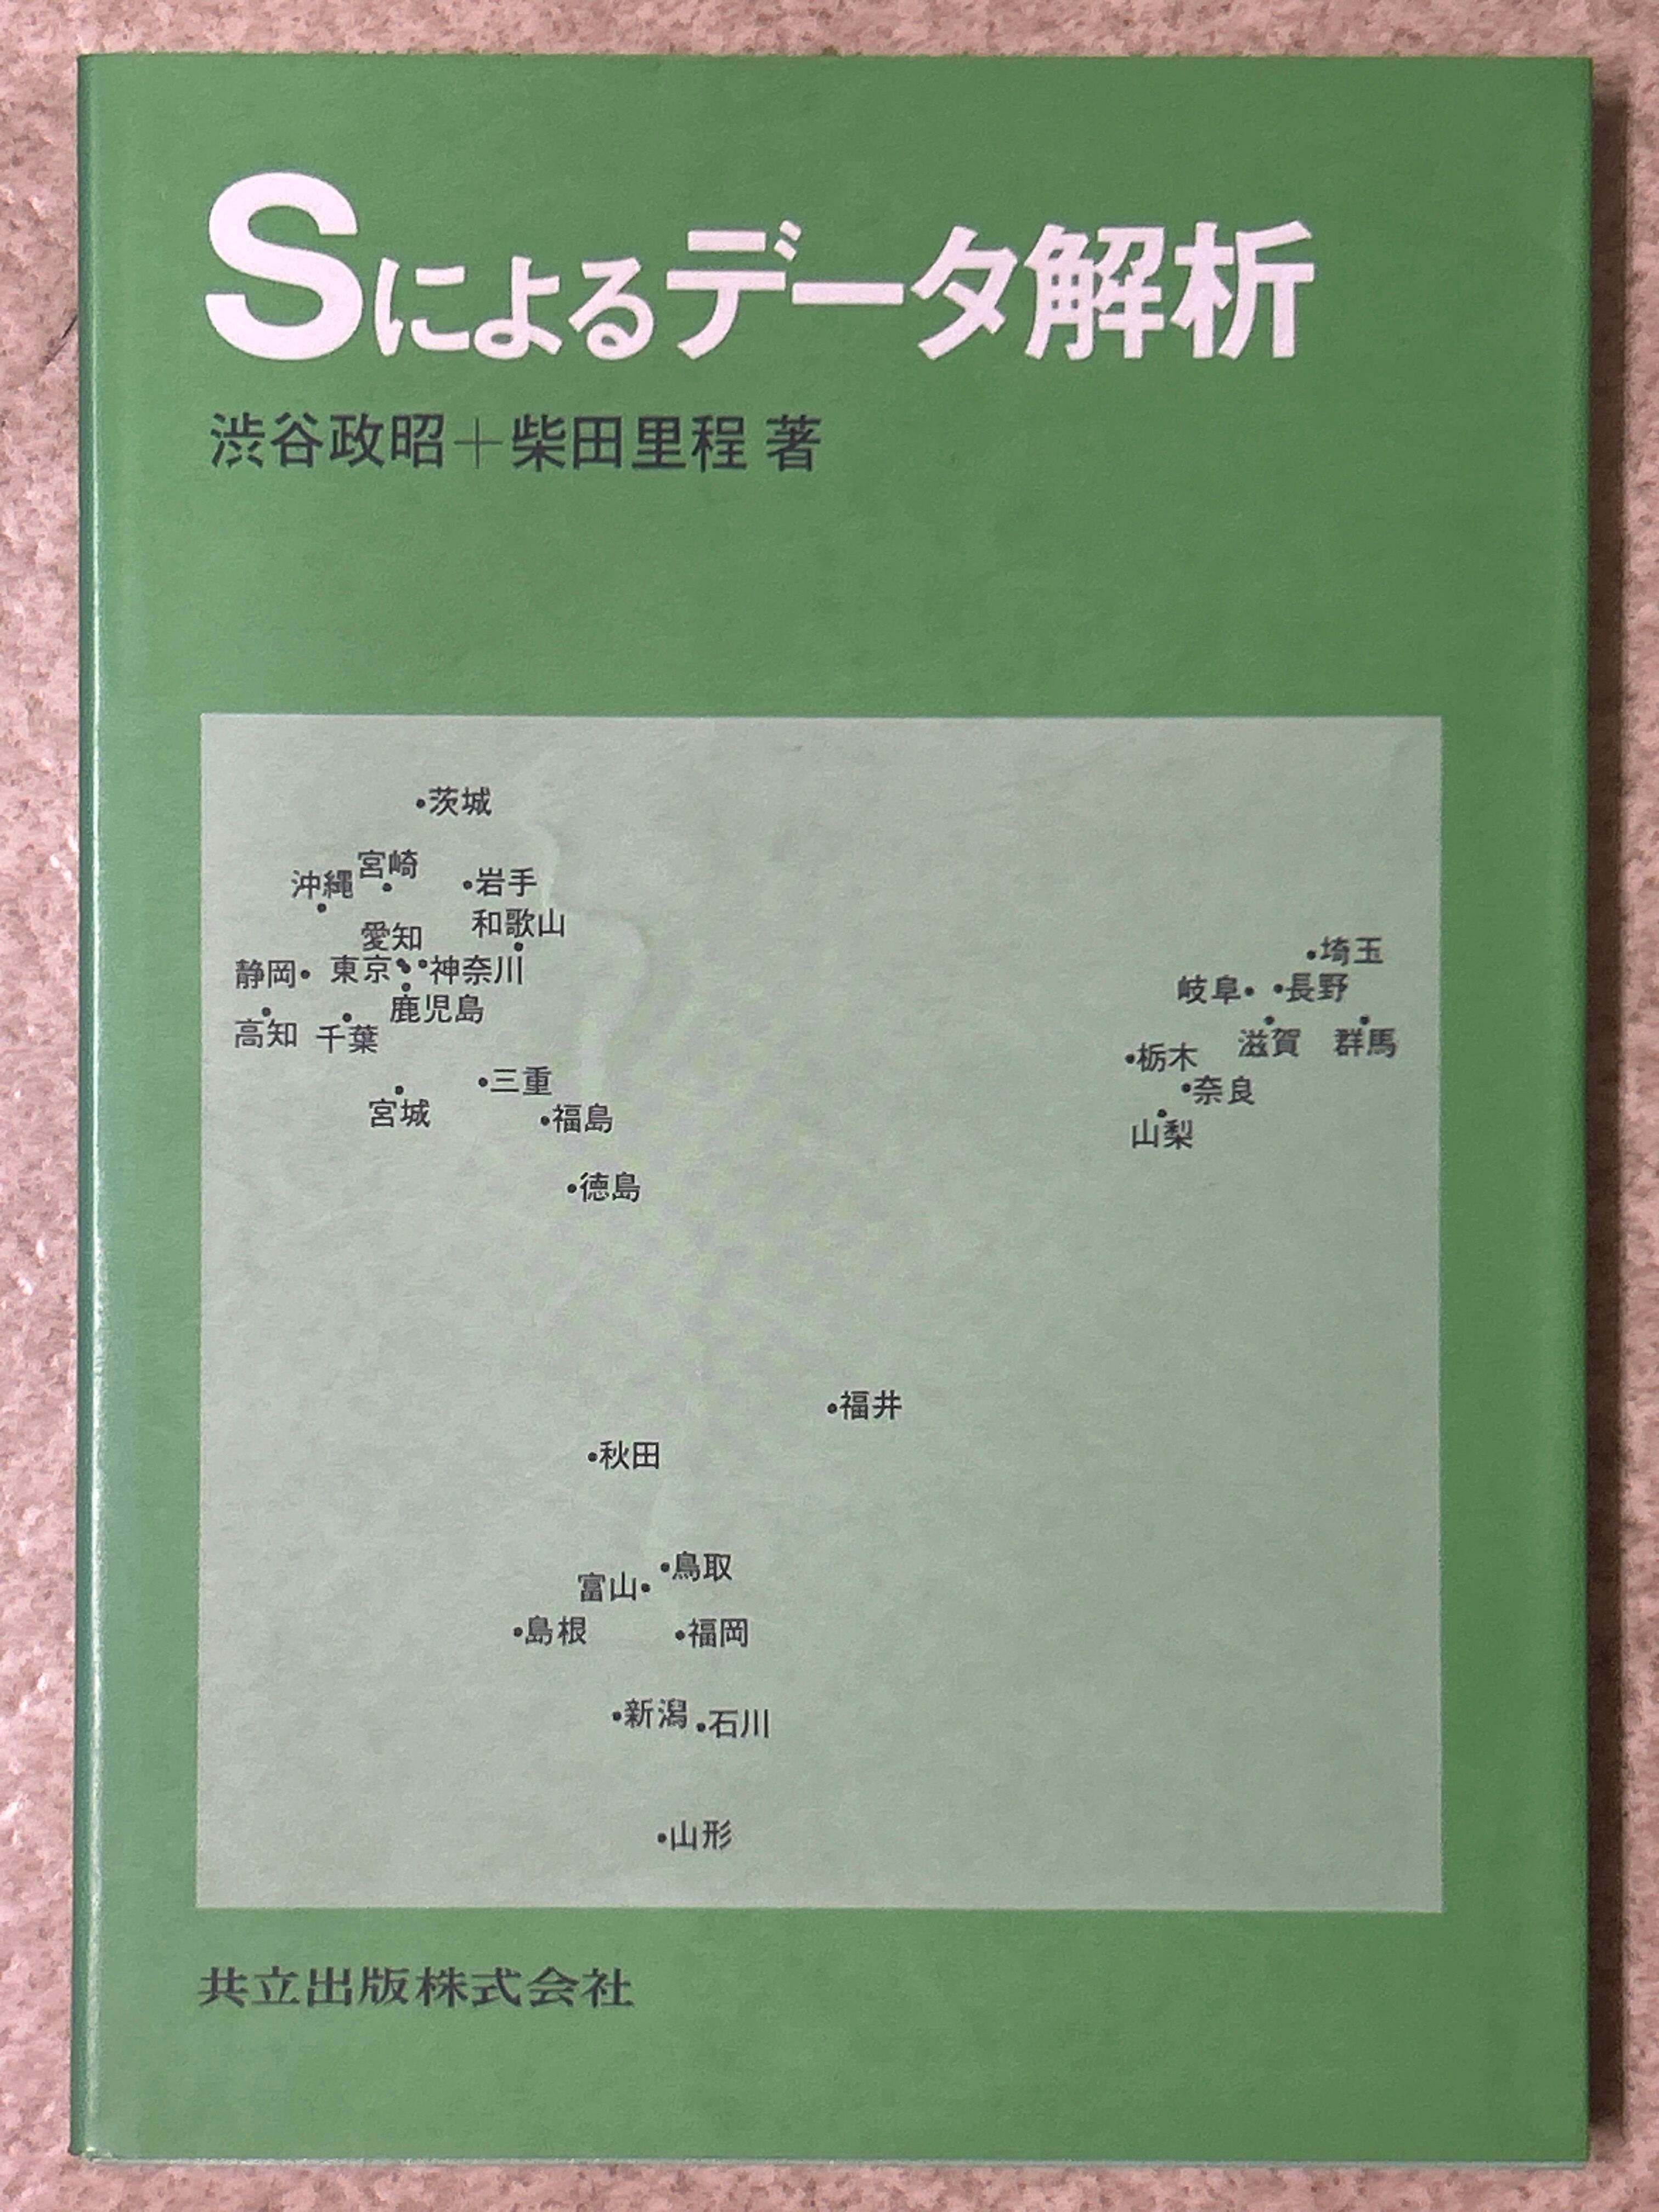 Sによるデータ解析
渋谷政昭＋柴田里程 著
茨城
宮崎
沖縄
岩手
和歌山
愛知
静岡
東京
神奈川
鹿児島
高知
千葉
三重
宮城
福島
徳島
埼玉
岐阜
長野
滋賀
群馬
栃木
奈良
山梨
福井
秋田
鳥取
富山
島根
福岡
新潟
石川
山形
共立出版株式会社